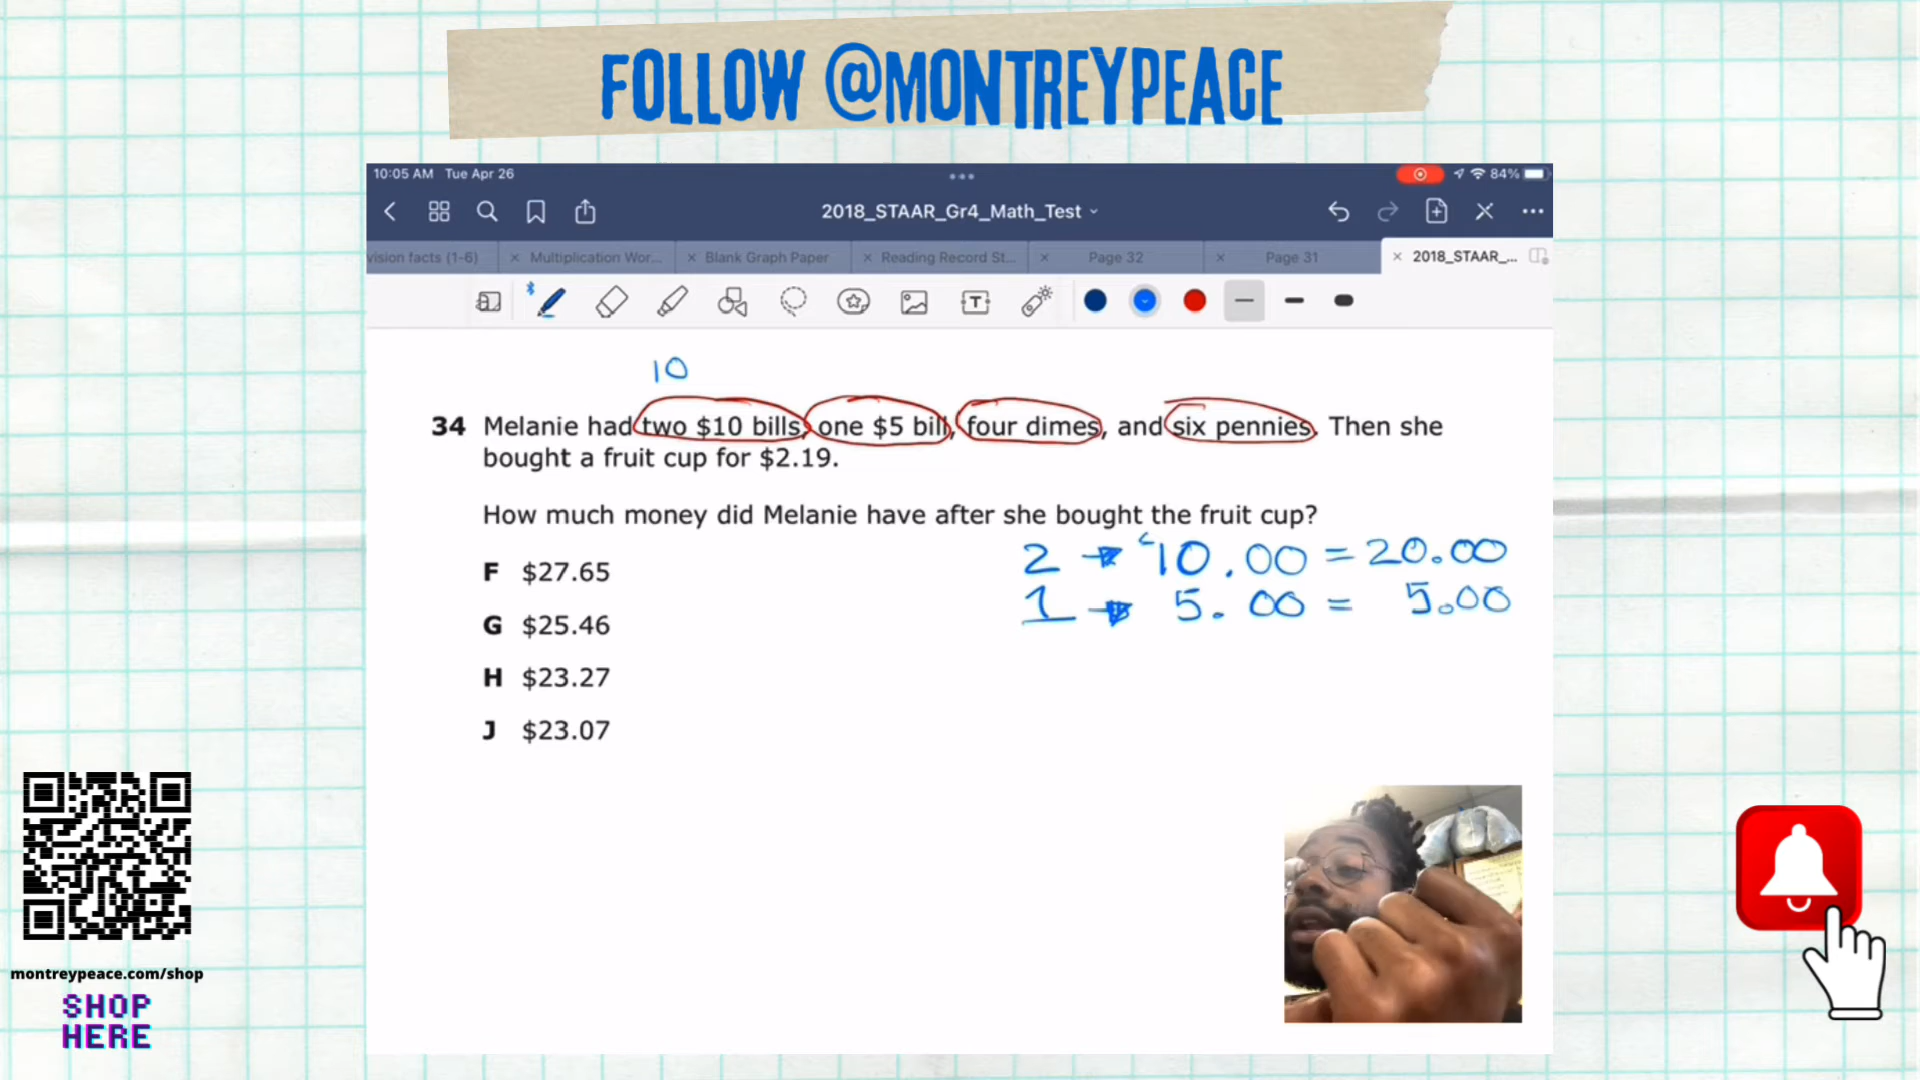 FOLLOW @MONTREYPEACE
10:05 AM Tue Apr 26
84%
2018_STAAR_Gr4_Math_Test
vision facts (1-6)
Multiplication Wor...
Blank Graph Paper
Reading Record St...
Page 32
Page 31
2018_STAAR_...
10
34 Melanie had two $10 bills, one $5 bill, four dimes, and six pennies. Then she
bought a fruit cup for $2.19.
How much money did Melanie have after she bought the fruit cup?
2 → 10.00 = 20.00
1 → 5.00 = 5.00
F $27.65
G $25.46
H $23.27
J $23.07
montreypeace.com/shop
SHOP
HERE